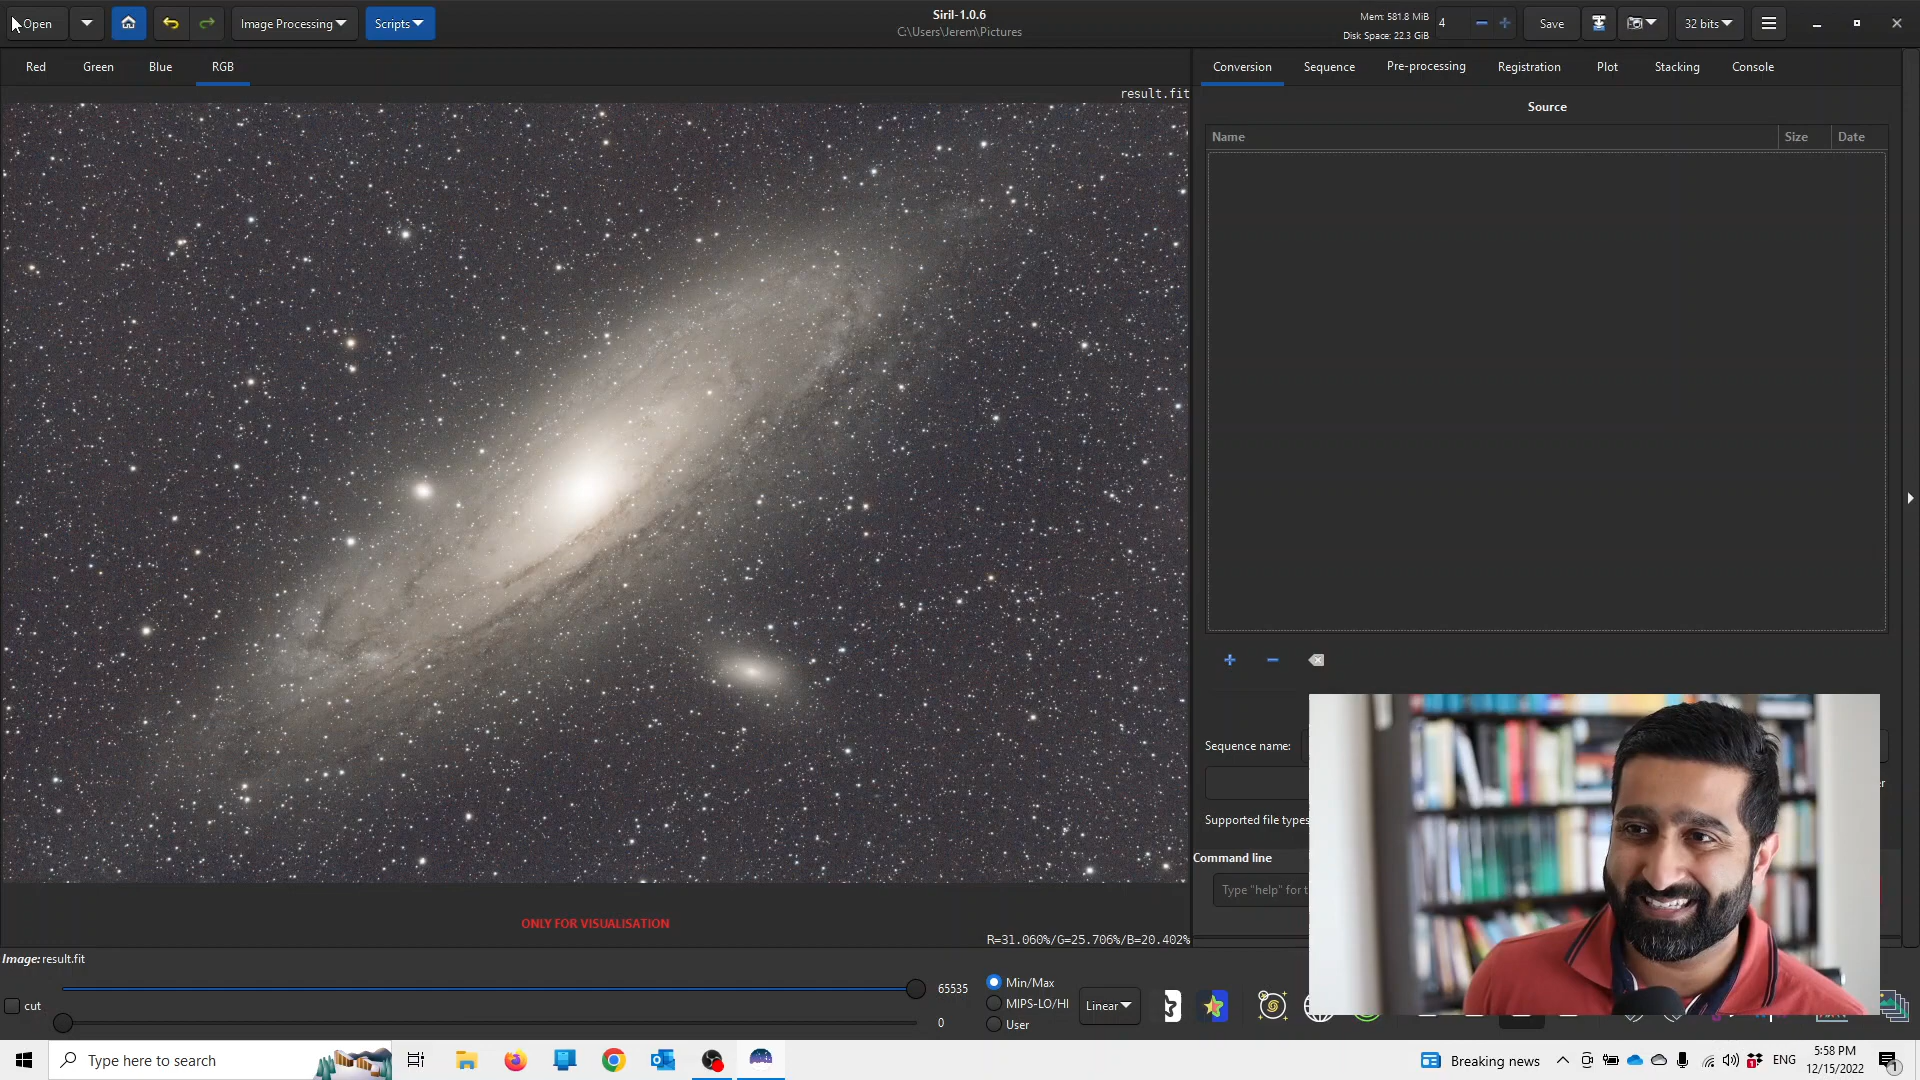 Open
Image Processing
Scripts
Siril-1.0.6
C:\Users\Jerem\Pictures
Mem: 581.8 MiB
Disk Space: 22.3 GiB
4
Save
32 bits
Red
Green
Blue
RGB
Conversion
Sequence
Pre-processing
Registration
Plot
Stacking
Console
result.fit
Source
Name
Size
Date
Sequence name:
Supported file types
Command line
Type "help" for t
ONLY FOR VISUALISATION
R=31.060%/G=25.706%/B=20.402%
Image: result.fit
65535
Min/Max
cut
MIPS-LO/HI
Linear
0
User
Type here to search
Breaking news
ENG
5:58 PM
12/15/2022
1